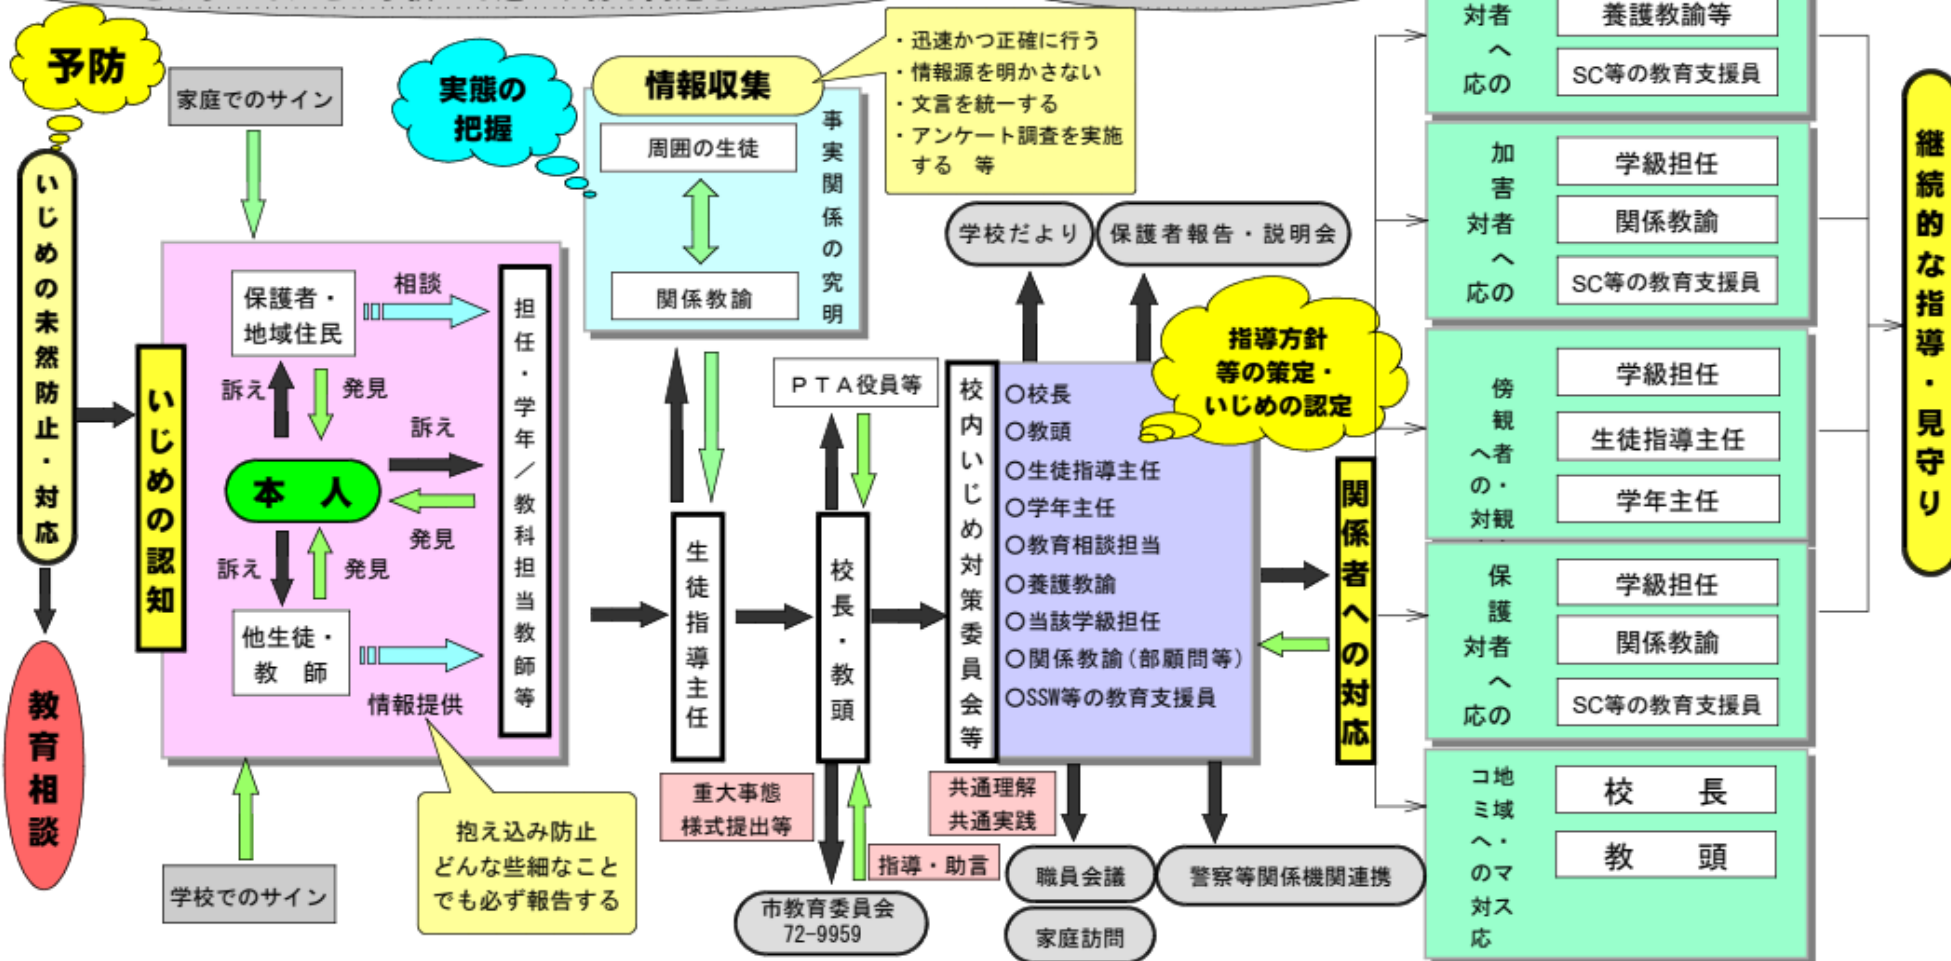 予防
いじめの未然防止・対応
教育相談
家庭でのサイン
いじめの認知
保護者・
地域住民
相談
訴え
発見
訴え
本　人
発見
訴え
発見
他生徒・
教　師
情報提供
担任・学年／教科担当教師等
学校でのサイン
抱え込み防止
どんな些細なこと
でも必ず報告する
実態の
把握
情報収集
周囲の生徒
関係教諭
事実関係の究明
・迅速かつ正確に行う
・情報源を明かさない
・文言を統一する
・アンケート調査を実施
する　等
生徒指導主任
重大事態
様式提出等
ＰＴＡ役員等
校長・教頭
指導・助言
市教育委員会
72-9959
学校だより
保護者報告・説明会
校内いじめ対策委員会等
○校長
○教頭
○生徒指導主任
○学年主任
○教育相談担当
○養護教諭
○当該学級担任
○関係教諭(部顧問等)
○SSW等の教育支援員
指導方針
等の策定・
いじめの認定
共通理解
共通実践
職員会議
家庭訪問
警察等関係機関連携
関係者への対応
者への
対応
養護教諭等
SC等の教育支援員
加害者への
対応
学級担任
関係教諭
SC等の教育支援員
観者・観
傍
への対
学級担任
生徒指導主任
学年主任
保護者への
対応
学級担任
関係教諭
SC等の教育支援員
地域・マス
コミへの対応
校　長
教　頭
継続的な指導・見守り